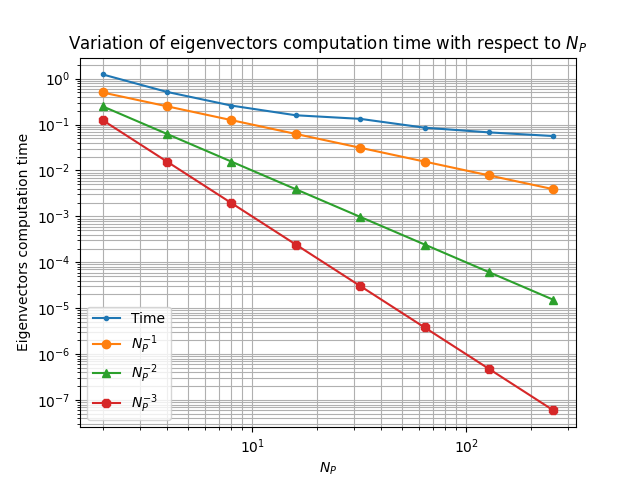 Variation of eigenvectors computation time with respect to $N_P$
Eigenvectors computation time
$10^0$
$10^{-1}$
$10^{-2}$
$10^{-3}$
$10^{-4}$
$10^{-5}$
$10^{-6}$
$10^{-7}$
Time
$N_P^{-1}$
$N_P^{-2}$
$N_P^{-3}$
$10^1$
$10^2$
$N_P$